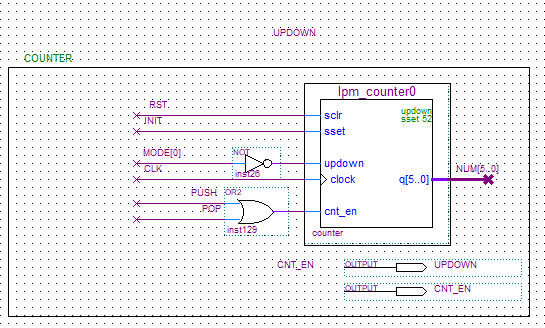 UPDOWN
COUNTER
lpm_counter0
RST
sclr
updown
sset 52
INIT
sset
MODE[0]
NOT
updown
inst26
CLK
clock
q[5..0]
NUM[5..0]
PUSH
OR2
POP
cnt_en
inst129
counter
CNT_EN
OUTPUT
UPDOWN
OUTPUT
CNT_EN